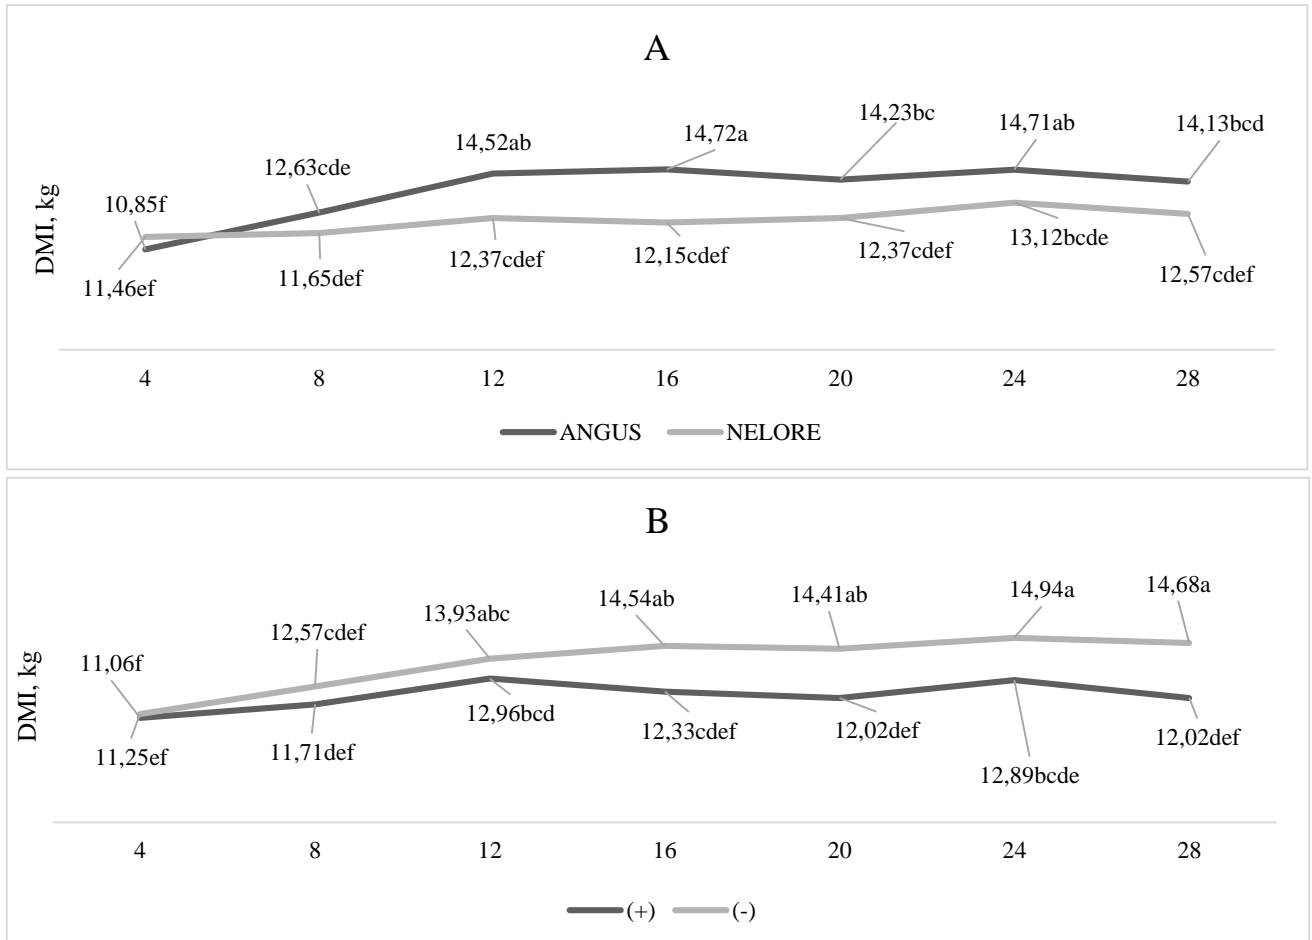 A
DMI, kg
10,85f
12,63cde
14,52ab
14,72a
14,23bc
14,71ab
14,13bcd
11,46ef
11,65def
12,37cdef
12,15cdef
12,37cdef
13,12bcde
12,57cdef
4 8 12 16 20 24 28
ANGUS NELORE
B
DMI, kg
11,06f
12,57cdef
13,93abc
14,54ab
14,41ab
14,94a
14,68a
11,25ef
11,71def
12,96bcd
12,33cdef
12,02def
12,89bcde
12,02def
4 8 12 16 20 24 28
(+) (-)